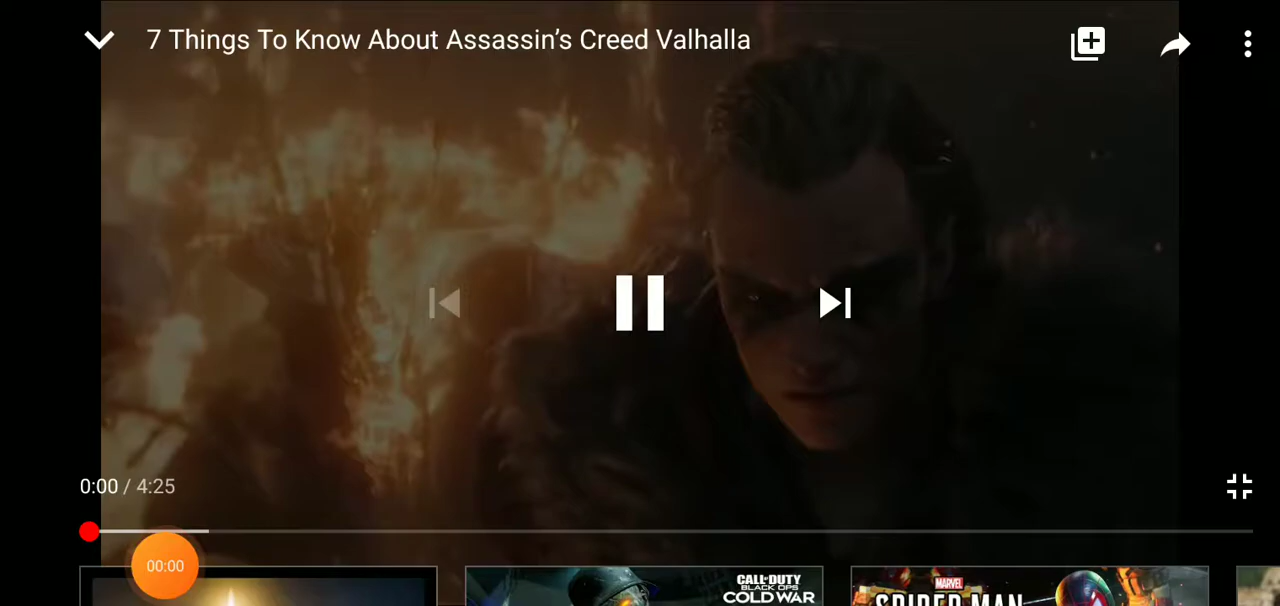 7 Things To Know About Assassin’s Creed Valhalla
0:00 / 4:25
00:00
CALL OF DUTY
BLACK OPS
COLD WAR
MARVEL
SPIDER-MAN